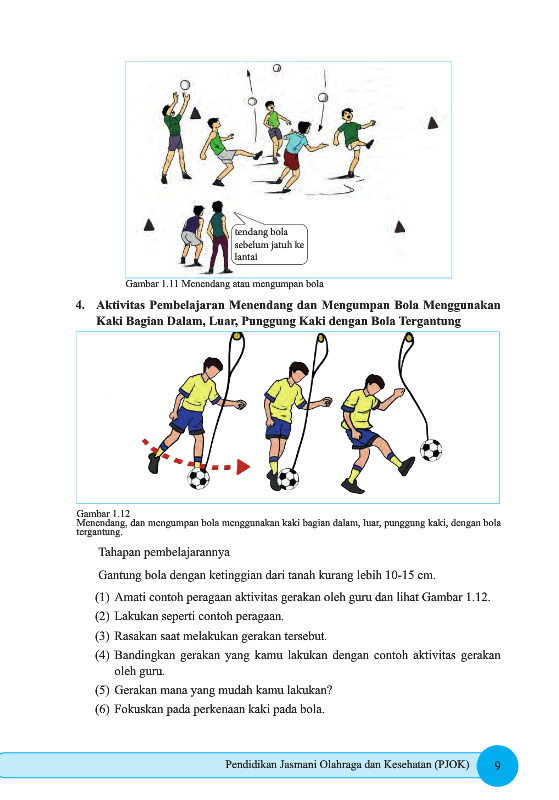 tendang bola
sebelum jatuh ke
lantai
Gambar 1.11 Menendang atau mengumpan bola
4. Aktivitas Pembelajaran Menendang dan Mengumpan Bola Menggunakan
Kaki Bagian Dalam, Luar, Punggung Kaki dengan Bola Tergantung
Gambar 1.12
Menendang, dan mengumpan bola menggunakan kaki bagian dalam, luar, punggung kaki, dengan bola
tergantung.
Tahapan pembelajarannya
Gantung bola dengan ketinggian dari tanah kurang lebih 10-15 cm.
(1) Amati contoh peragaan aktivitas gerakan oleh guru dan lihat Gambar 1.12.
(2) Lakukan seperti contoh peragaan.
(3) Rasakan saat melakukan gerakan tersebut.
(4) Bandingkan gerakan yang kamu lakukan dengan contoh aktivitas gerakan
oleh guru.
(5) Gerakan mana yang mudah kamu lakukan?
(6) Fokuskan pada perkenaan kaki pada bola.
Pendidikan Jasmani Olahraga dan Kesehatan (PJOK) 9